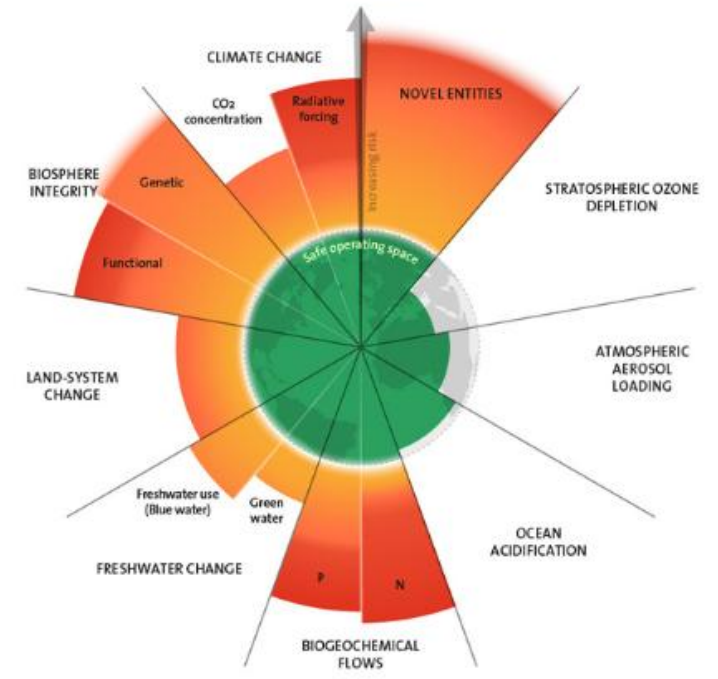 CLIMATE CHANGE
CO2
concentration
Radiative
forcing
NOVEL ENTITIES
Increasing risk
BIOSPHERE
INTEGRITY
Genetic
Functional
STRATOSPHERIC OZONE
DEPLETION
Safe operating space
ATMOSPHERIC
AEROSOL
LOADING
LAND-SYSTEM
CHANGE
Freshwater use
(Blue water)
Green
water
FRESHWATER CHANGE
P
N
OCEAN
ACIDIFICATION
BIOGEOCHEMICAL
FLOWS